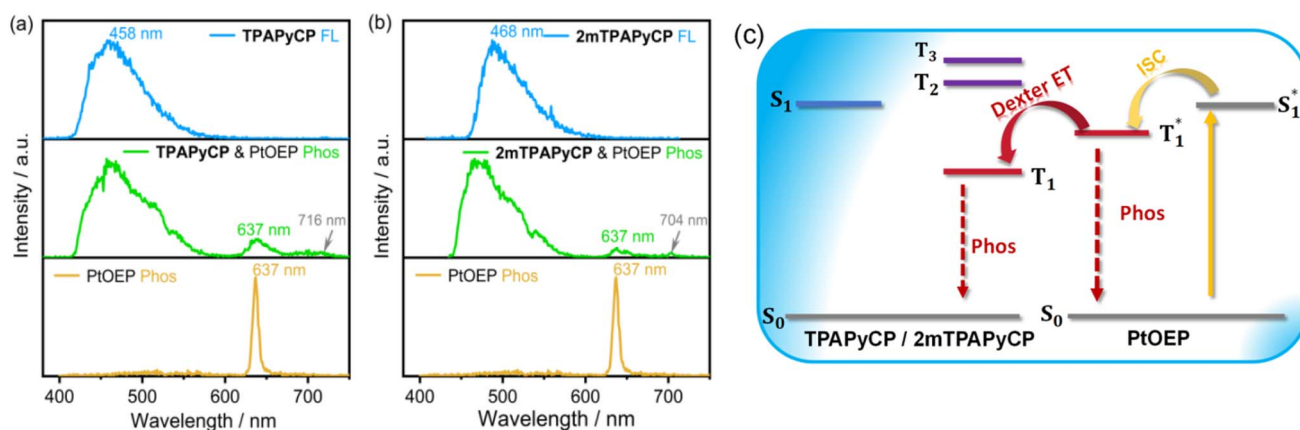 (a)
458 nm
TPAPyCP FL
TPAPyCP & PtOEP Phos
637 nm
716 nm
PtOEP Phos
637 nm
Intensity / a.u.
400 500 600 700
Wavelength / nm
(b)
468 nm
2mTPAPyCP FL
2mTPAPyCP & PtOEP Phos
637 nm
704 nm
PtOEP Phos
637 nm
Intensity / a.u.
400 500 600 700
Wavelength / nm
(c)
T3
T2
S1
Dexter ET
ISC
S1*
T1*
T1
Phos
Phos
S0
S0
TPAPyCP / 2mTPAPyCP
PtOEP